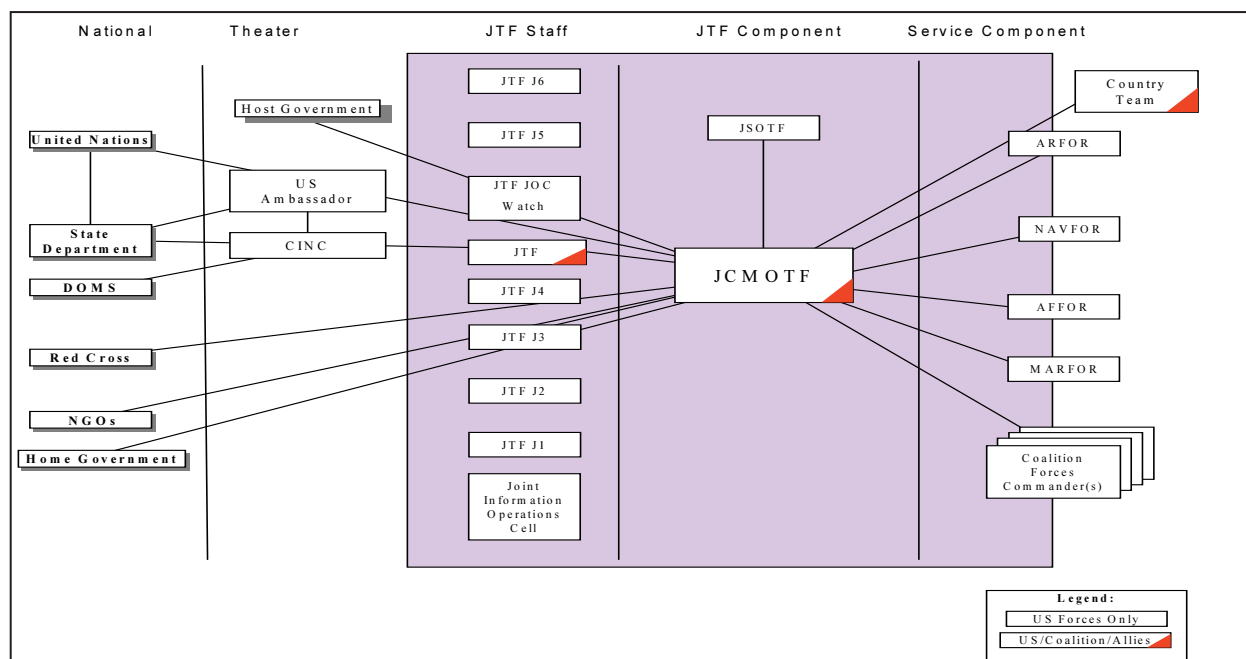 National
Theater
JTF Staff
JTF Component
Service Component
United Nations
State
Department
DOMS
Red Cross
NGOs
Home Government
Host Government
US
Ambassador
CINC
JTF J6
JTF J5
JTF JOC
Watch
JTF
JTF J4
JTF J3
JTF J2
JTF J1
Joint
Information
Operations
Cell
JSOTF
JCMOTF
Country
Team
ARFOR
NAVFOR
AFFOR
MARFOR
Coalition
Forces
Commander(s)
Legend:
US Forces Only
US/Coalition/Allies